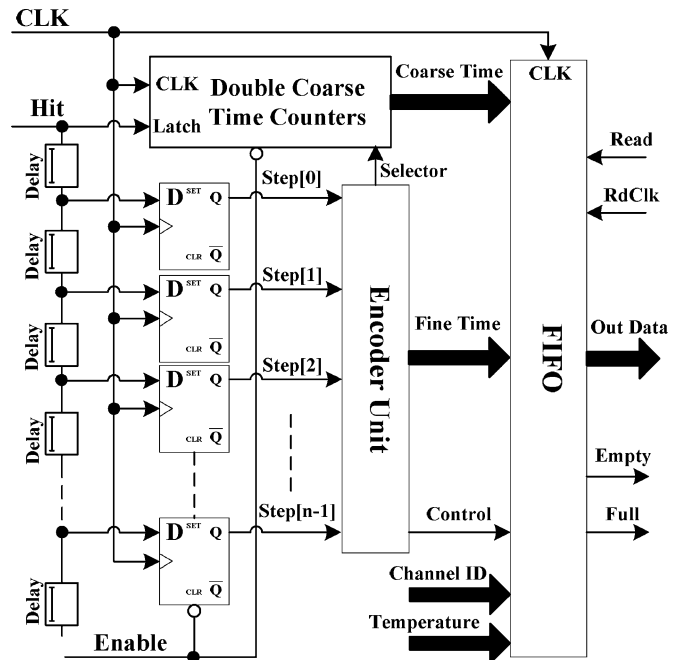 CLK
CLK
Double Coarse
Time Counters
Latch
Coarse Time
CLK
Hit
Selector
Read
RdClk
Delay
D SET Q
CLR Q̅
Step[0]
Delay
D SET Q
CLR Q̅
Step[1]
Encoder Unit
Fine Time
FIFO
Out Data
Delay
D SET Q
CLR Q̅
Step[2]
Delay
D SET Q
CLR Q̅
Step[n-1]
Control
Empty
Full
Delay
Channel ID
Temperature
Enable